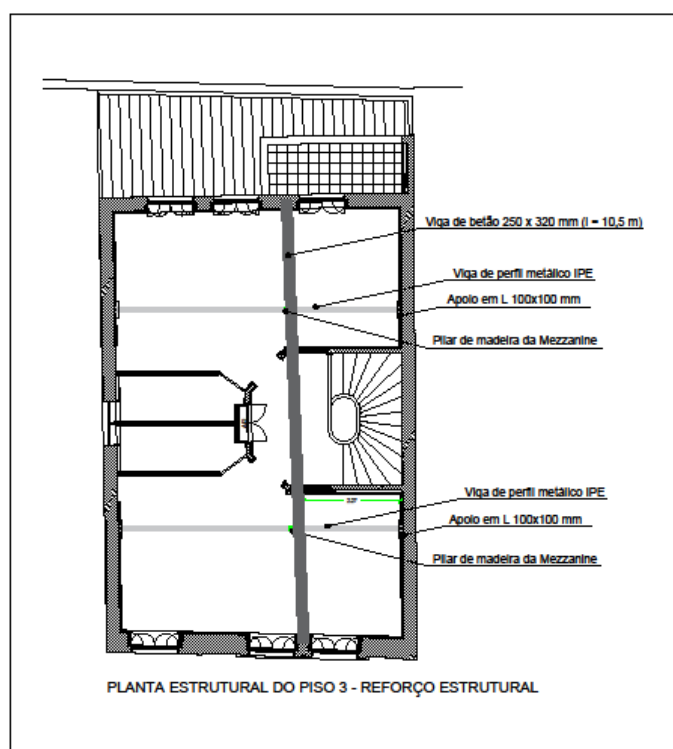 Viga de betão 250 x 320 mm (l = 10,5 m)
Viga de perfil metálico IPE
Apoio em L 100x100 mm
Pilar de madeira da Mezzanine
Viga de perfil metálico IPE
3.27
Apoio em L 100x100 mm
Pilar de madeira da Mezzanine
PLANTA ESTRUTURAL DO PISO 3 - REFORÇO ESTRUTURAL